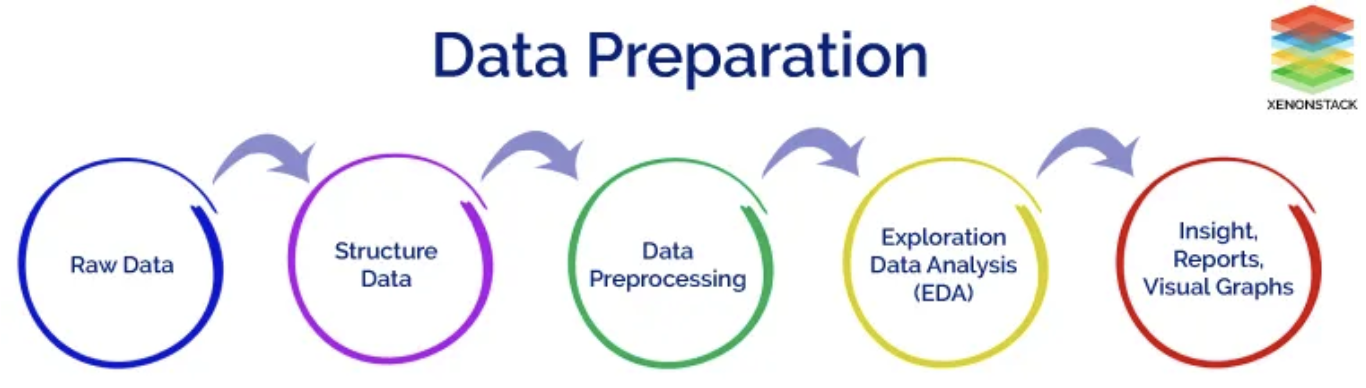 Data Preparation
XENONSTACK
Raw Data
Structure
Data
Data
Preprocessing
Exploration
Data Analysis
(EDA)
Insight,
Reports,
Visual Graphs